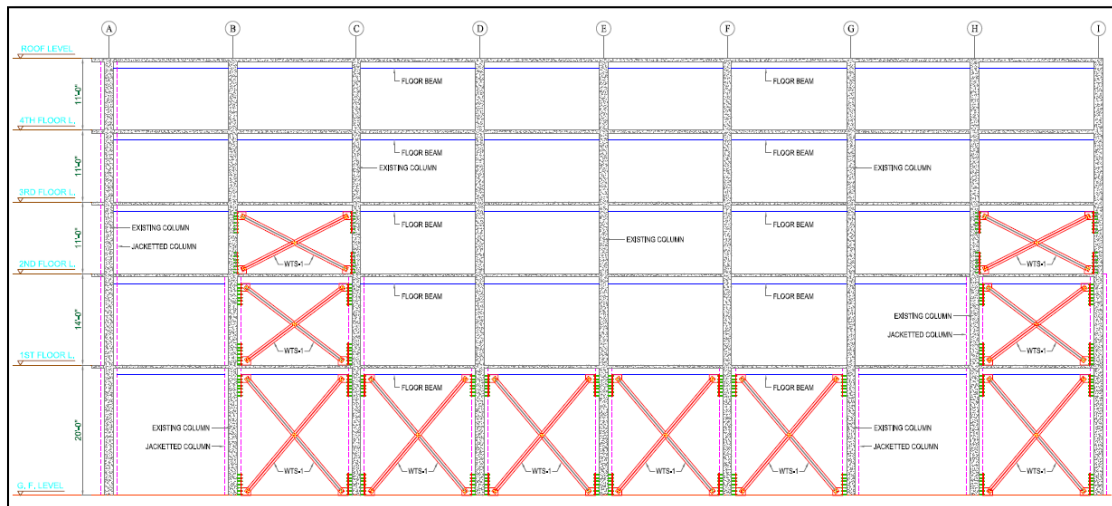 A B C D E F G H I
ROOF LEVEL
FLOOR BEAM FLOOR BEAM
11'-0"
4TH FLOOR L.
FLOOR BEAM FLOOR BEAM
11'-0"
EXISTING COLUMN EXISTING COLUMN
3RD FLOOR L.
FLOOR BEAM FLOOR BEAM
EXISTING COLUMN
11'-0"
EXISTING COLUMN
JACKETTED COLUMN
WTS-1 WTS-1
2ND FLOOR L.
FLOOR BEAM FLOOR BEAM
14'-0"
EXISTING COLUMN
JACKETTED COLUMN
WTS-1 WTS-1
1ST FLOOR L.
FLOOR BEAM FLOOR BEAM
EXISTING COLUMN EXISTING COLUMN
20'-0"
JACKETTED COLUMN JACKETTED COLUMN
WTS-1 WTS-1 WTS-1 WTS-1 WTS-1 WTS-1
G, F, LEVEL